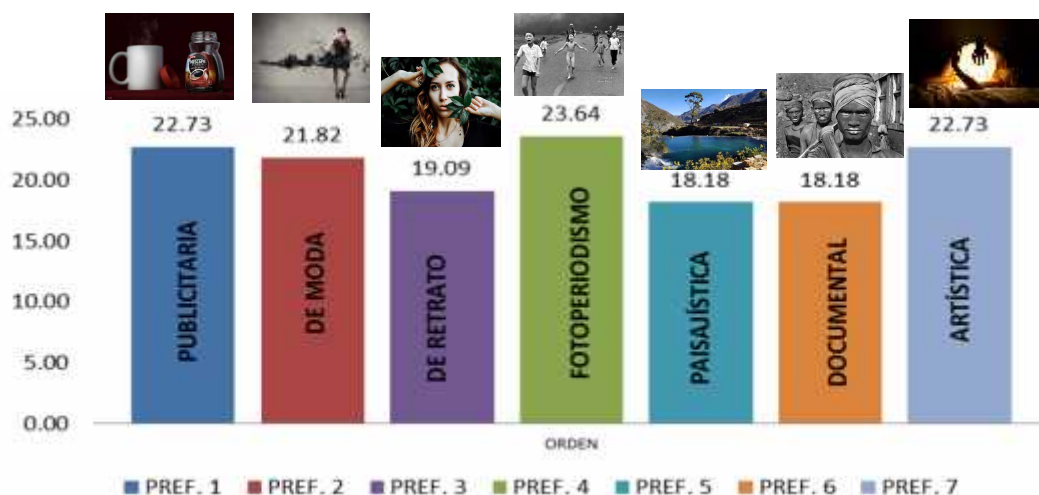 25.00
20.00
15.00
10.00
5.00
0.00
22.73
21.82
19.09
23.64
18.18
18.18
22.73
PUBLICITARIA
DE MODA
DE RETRATO
FOTOPERIODISMO
PAISAJÍSTICA
DOCUMENTAL
ARTÍSTICA
ORDEN
PREF. 1 PREF. 2 PREF. 3 PREF. 4 PREF. 5 PREF. 6 PREF. 7